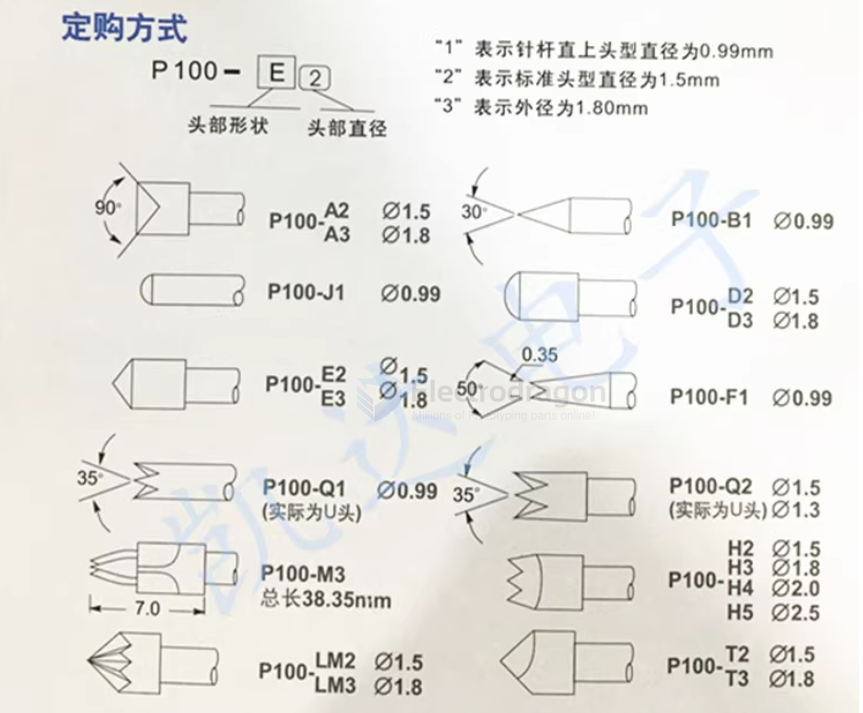 定购方式
P100- E 2
头部形状 头部直径
"1" 表示针杆直上头型直径为0.99mm
"2" 表示标准头型直径为1.5mm
"3" 表示外径为1.80mm
90°
P100-A2 Ø1.5
A3 Ø1.8
30°
P100-B1 Ø0.99
P100-J1 Ø0.99
P100-D2 Ø1.5
D3 Ø1.8
P100-E2 Ø1.5
E3 Ø1.8
0.35
50°
P100-F1 Ø0.99
Electrodragon
Millions of Prototyping parts online!
35°
P100-Q1 Ø0.99
(实际为U头)
35°
P100-Q2 Ø1.5
(实际为U头) Ø1.3
P100-M3
总长38.35mm
7.0
P100-H2 Ø1.5
H3 Ø1.8
H4 Ø2.0
H5 Ø2.5
P100-LM2 Ø1.5
LM3 Ø1.8
P100-T2 Ø1.5
T3 Ø1.8
凯达电子